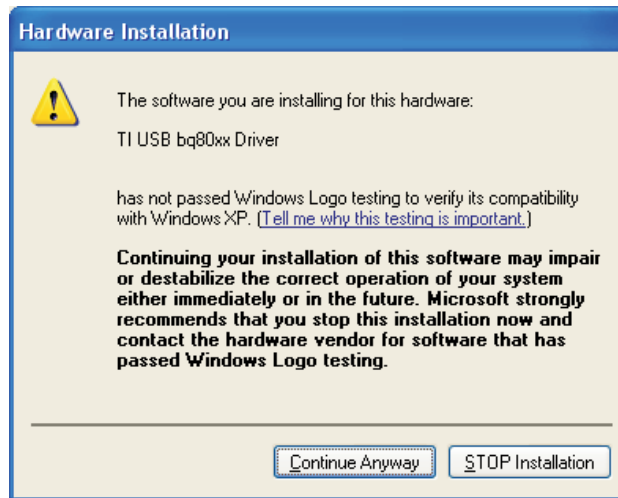 Hardware Installation
The software you are installing for this hardware:
TI USB bq80xx Driver
has not passed Windows Logo testing to verify its compatibility
with Windows XP. (Tell me why this testing is important.)
Continuing your installation of this software may impair
or destabilize the correct operation of your system
either immediately or in the future. Microsoft strongly
recommends that you stop this installation now and
contact the hardware vendor for software that has
passed Windows Logo testing.
Continue Anyway
STOP Installation